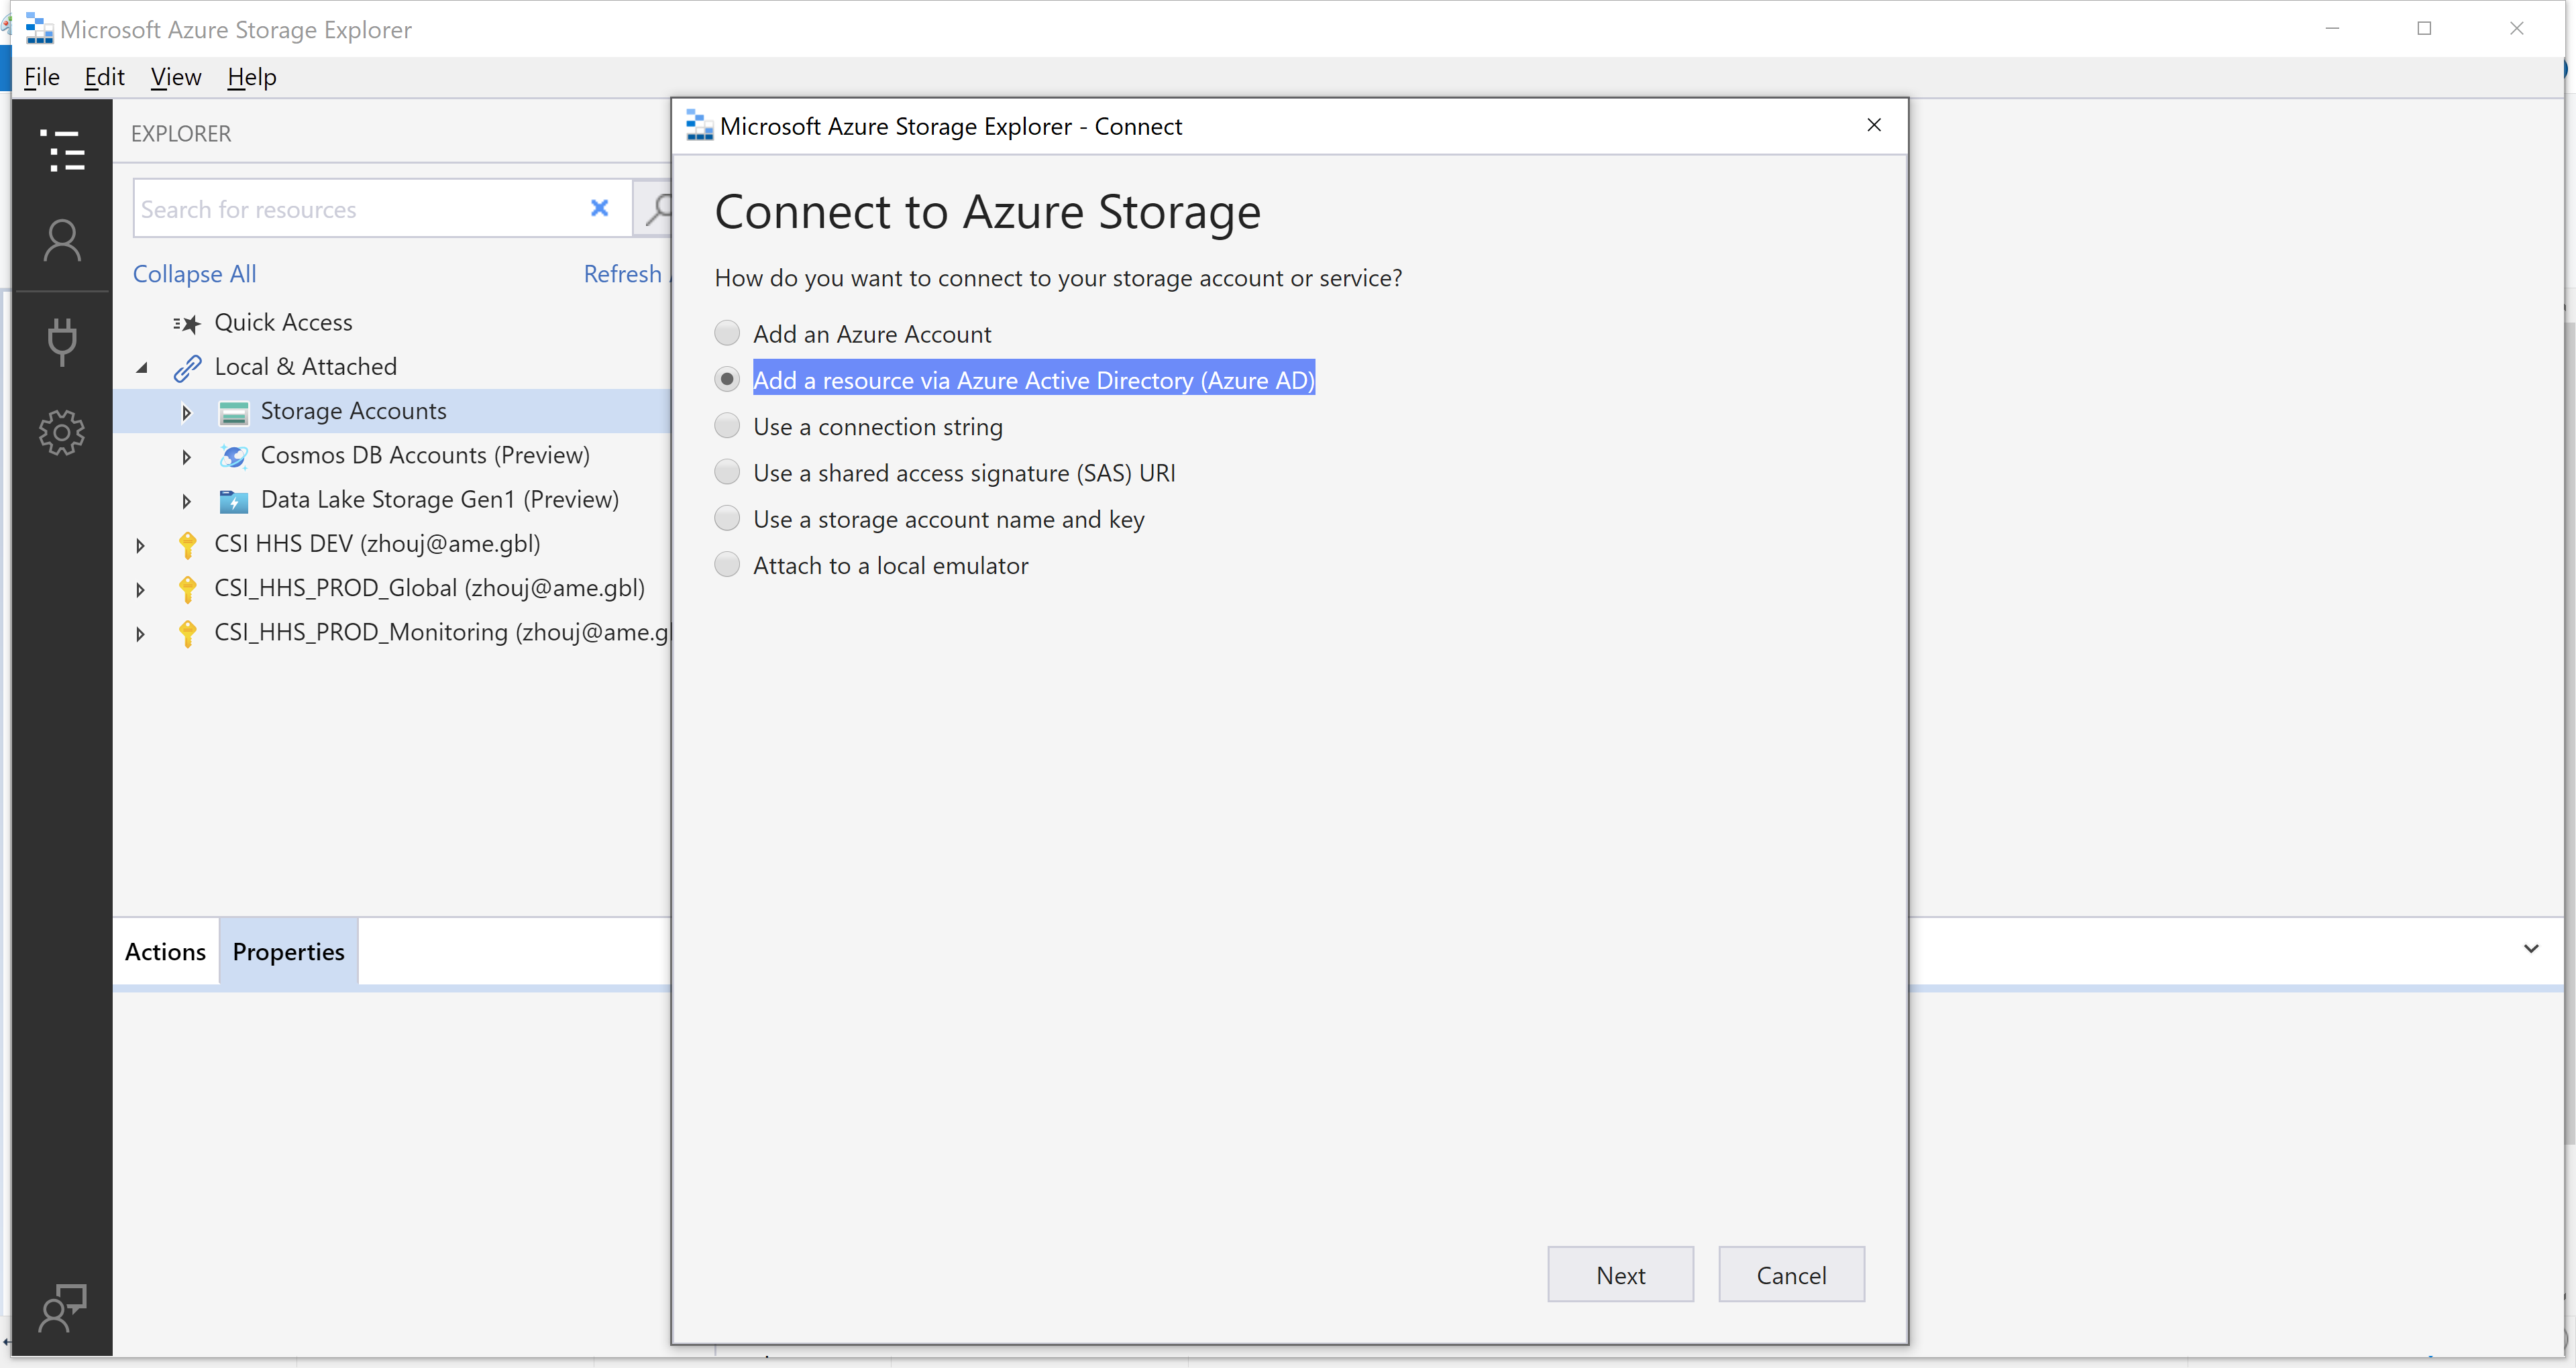 Microsoft Azure Storage Explorer
File Edit View Help
EXPLORER
Search for resources
Collapse All Refresh
Quick Access
Local & Attached
Storage Accounts
Cosmos DB Accounts (Preview)
Data Lake Storage Gen1 (Preview)
CSI HHS DEV (zhouj@ame.gbl)
CSI_HHS_PROD_Global (zhouj@ame.gbl)
CSI_HHS_PROD_Monitoring (zhouj@ame.g
Actions Properties
Microsoft Azure Storage Explorer - Connect
Connect to Azure Storage
How do you want to connect to your storage account or service?
Add an Azure Account
Add a resource via Azure Active Directory (Azure AD)
Use a connection string
Use a shared access signature (SAS) URI
Use a storage account name and key
Attach to a local emulator
Next Cancel